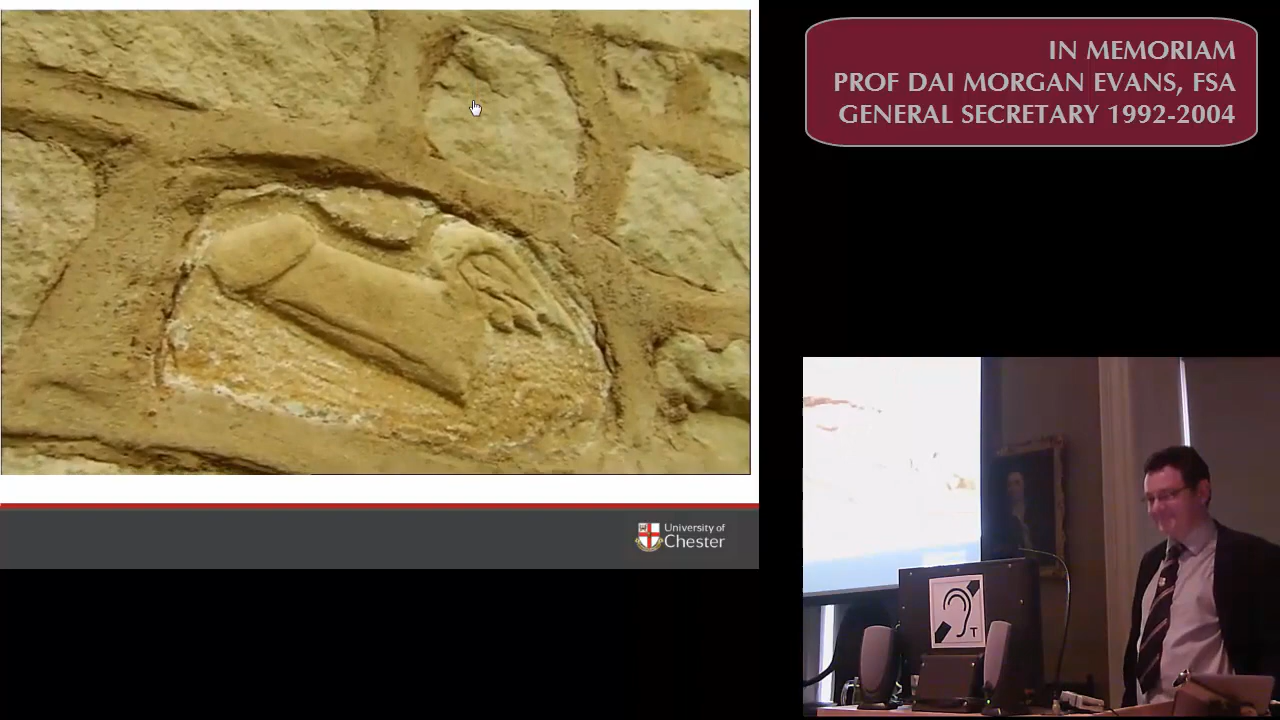 IN MEMORIAM
PROF DAI MORGAN EVANS, FSA
GENERAL SECRETARY 1992-2004
University of
Chester
T